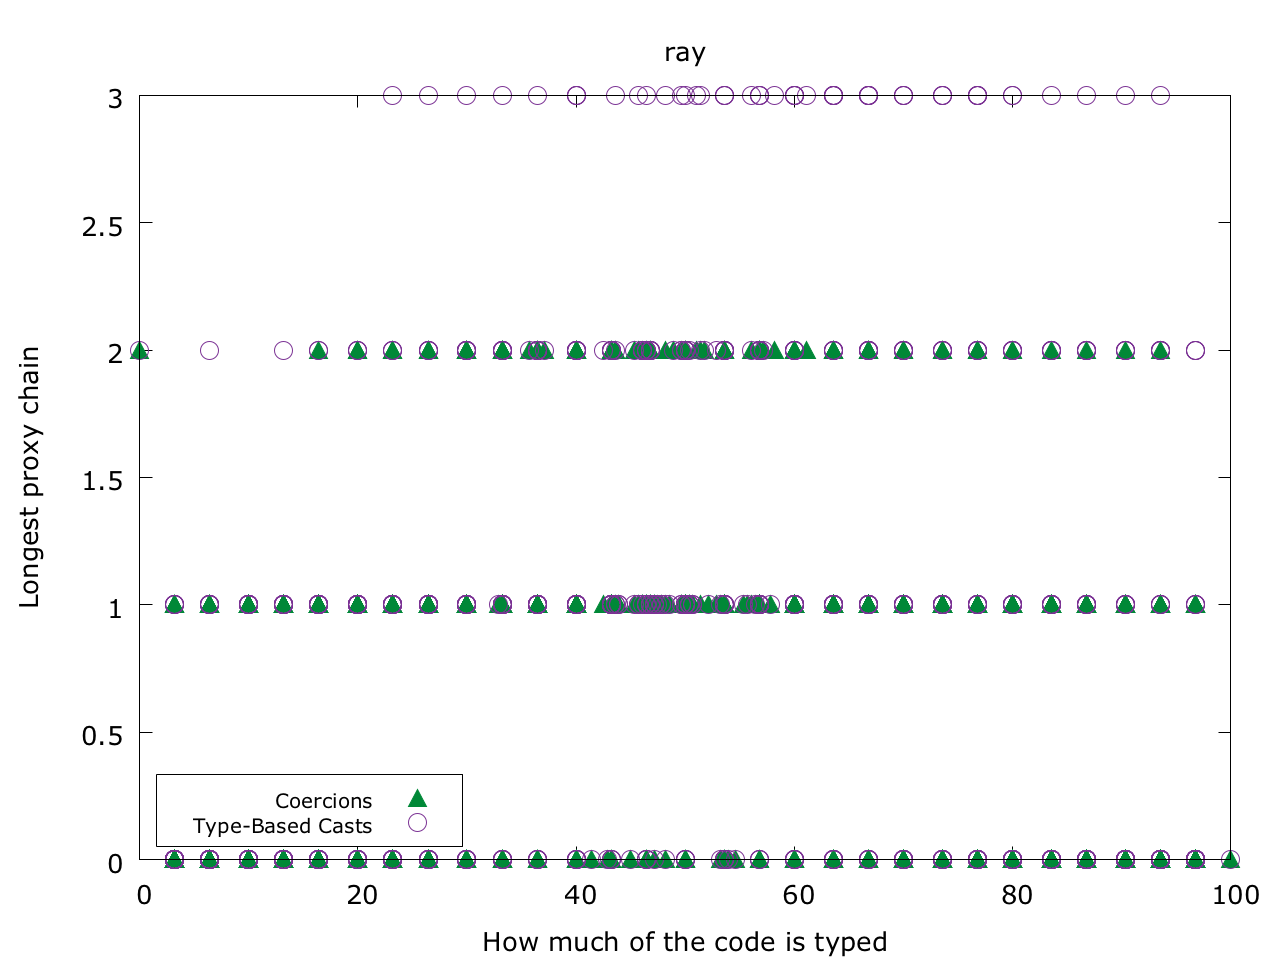 ray
3
2.5
2
1.5
1
0.5
0
Longest proxy chain
Coercions
Type-Based Casts
0 20 40 60 80 100
How much of the code is typed